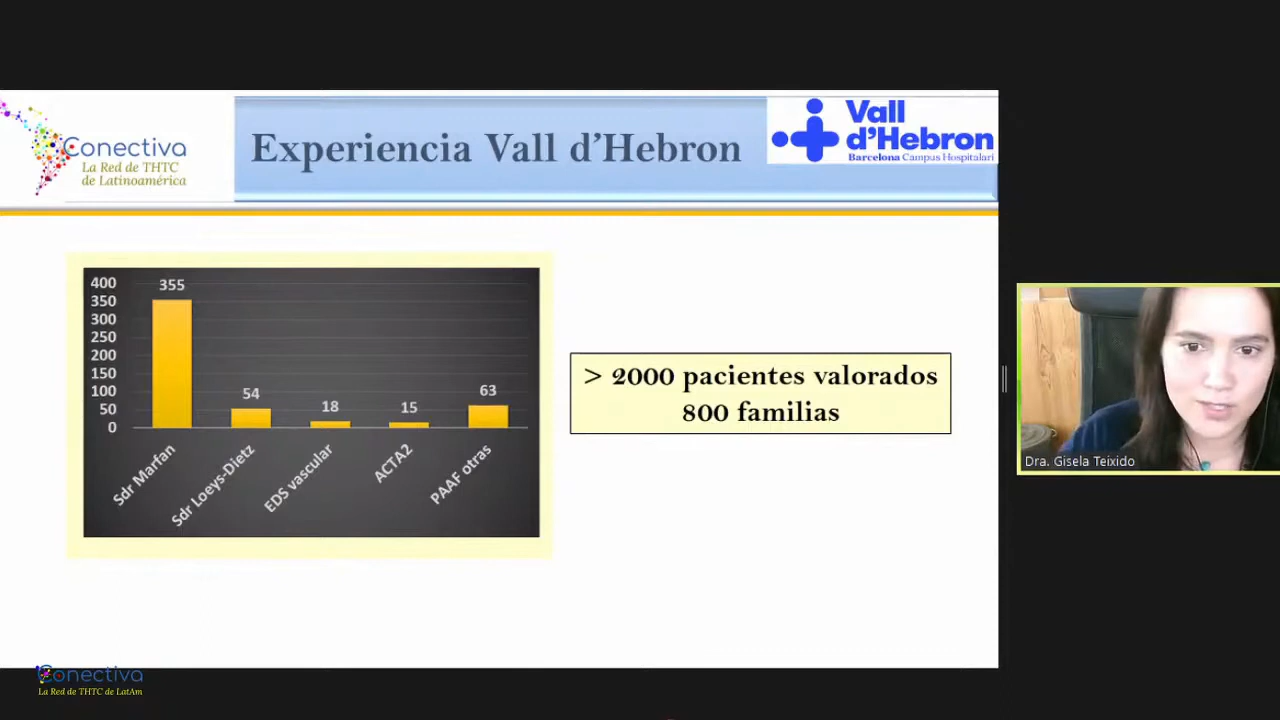 Conectiva
La Red de THTC
de Latinoamérica
Experiencia Vall d'Hebron
Vall
d'Hebron
Barcelona Campus Hospitalari
400
350
300
250
200
150
100
50
0
355
54
18
15
63
Sdr Marfan
Sdr Loeys-Dietz
EDS vascular
ACTA2
PAAF otras
> 2000 pacientes valorados
800 familias
Dra. Gisela Teixido
Conectiva
La Red de THTC de LatAm